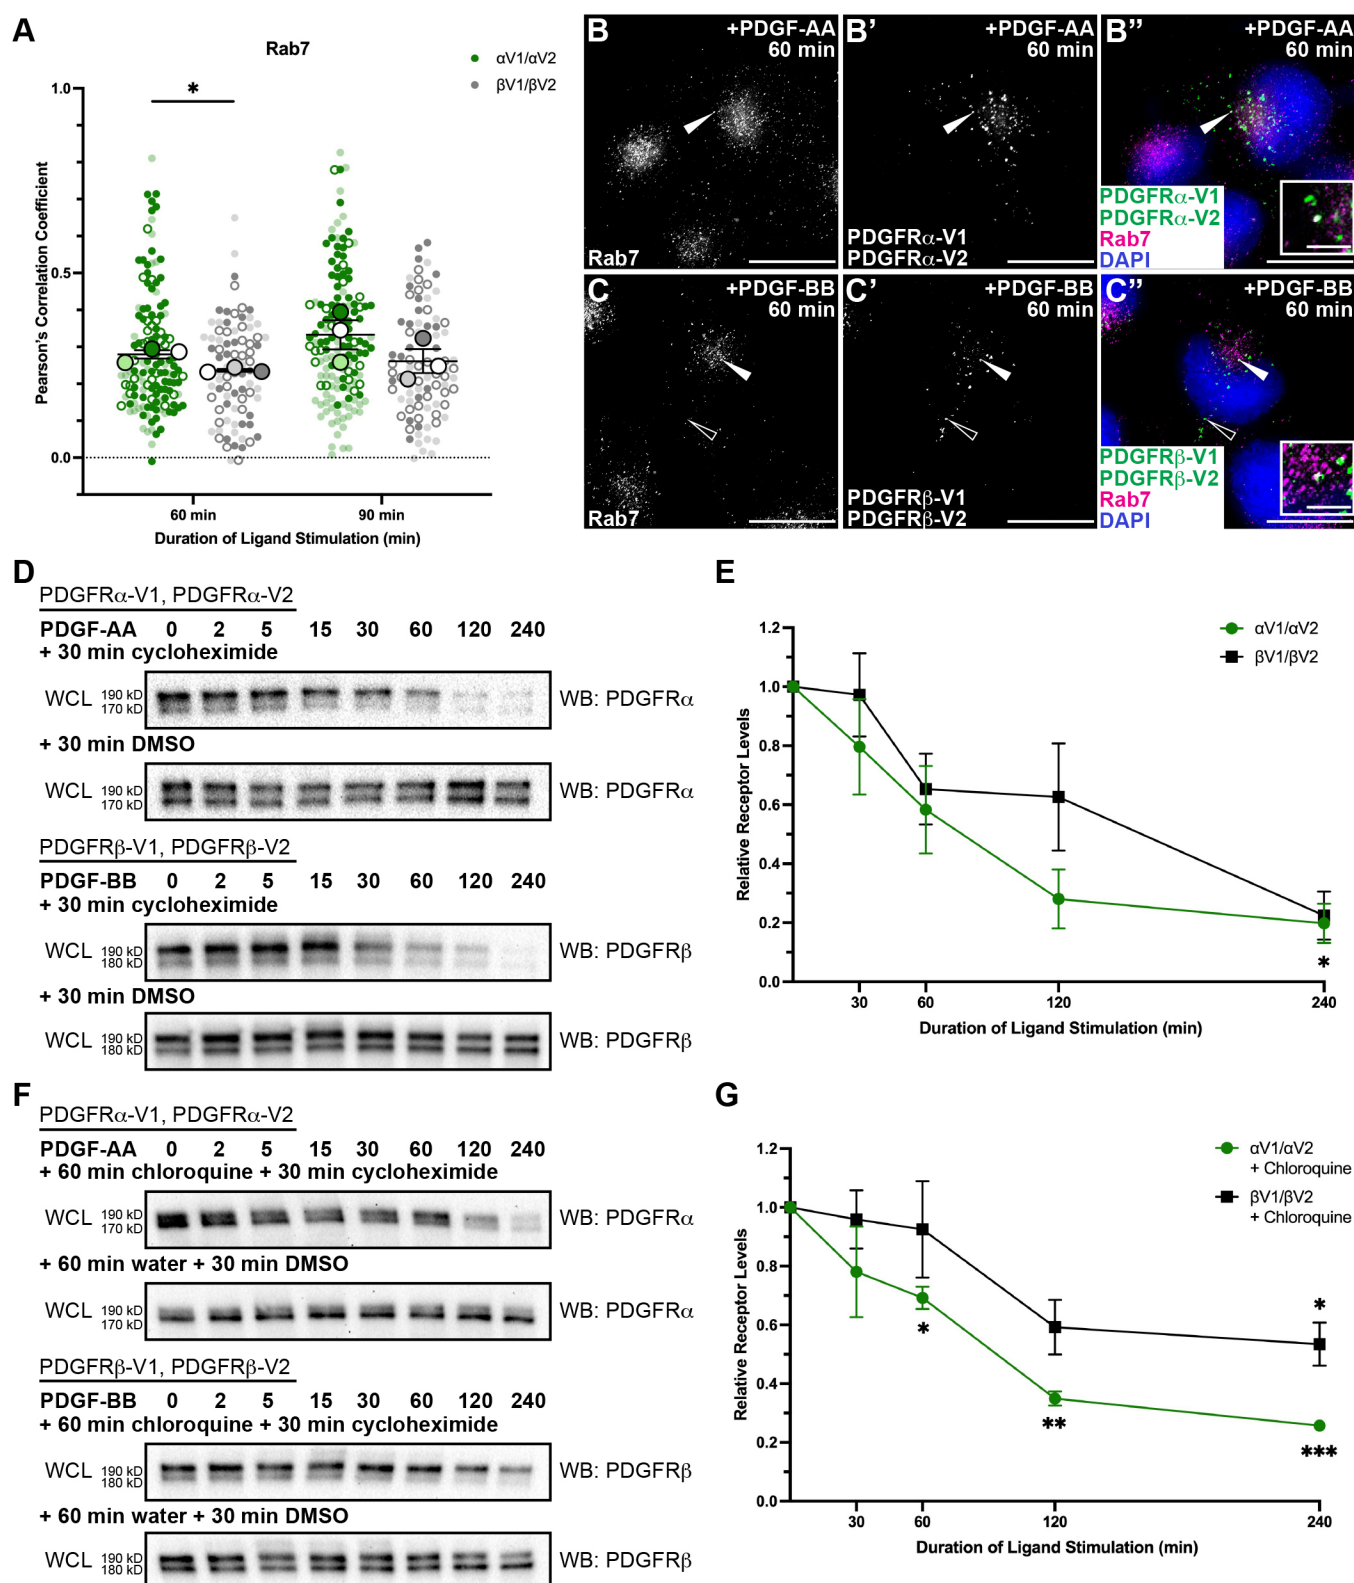 A
Rab7
αV1/αV2
βV1/βV2
*
1.0
0.5
0.0
Pearson's Correlation Coefficient
60 min
90 min
Duration of Ligand Stimulation (min)
B
+PDGF-AA
60 min
Rab7
B'
+PDGF-AA
60 min
PDGFRα-V1
PDGFRα-V2
B''
+PDGF-AA
60 min
PDGFRα-V1
PDGFRα-V2
Rab7
DAPI
C
+PDGF-BB
60 min
Rab7
C'
+PDGF-BB
60 min
PDGFRβ-V1
PDGFRβ-V2
C''
+PDGF-BB
60 min
PDGFRβ-V1
PDGFRβ-V2
Rab7
DAPI
D
PDGFRα-V1, PDGFRα-V2
PDGF-AA 0 2 5 15 30 60 120 240
+ 30 min cycloheximide
WCL 190 kD
170 kD
WB: PDGFRα
+ 30 min DMSO
WCL 190 kD
170 kD
WB: PDGFRα
PDGFRβ-V1, PDGFRβ-V2
PDGF-BB 0 2 5 15 30 60 120 240
+ 30 min cycloheximide
WCL 190 kD
180 kD
WB: PDGFRβ
+ 30 min DMSO
WCL 190 kD
180 kD
WB: PDGFRβ
E
αV1/αV2
βV1/βV2
1.2
1.0
0.8
0.6
0.4
0.2
0.0
Relative Receptor Levels
*
30 60 120 240
Duration of Ligand Stimulation (min)
F
PDGFRα-V1, PDGFRα-V2
PDGF-AA 0 2 5 15 30 60 120 240
+ 60 min chloroquine + 30 min cycloheximide
WCL 190 kD
170 kD
WB: PDGFRα
+ 60 min water + 30 min DMSO
WCL 190 kD
170 kD
WB: PDGFRα
PDGFRβ-V1, PDGFRβ-V2
PDGF-BB 0 2 5 15 30 60 120 240
+ 60 min chloroquine + 30 min cycloheximide
WCL 190 kD
180 kD
WB: PDGFRβ
+ 60 min water + 30 min DMSO
WCL 190 kD
180 kD
WB: PDGFRβ
G
αV1/αV2
+ Chloroquine
βV1/βV2
+ Chloroquine
1.2
1.0
0.8
0.6
0.4
0.2
0.0
Relative Receptor Levels
*
*
**
***
30 60 120 240
Duration of Ligand Stimulation (min)